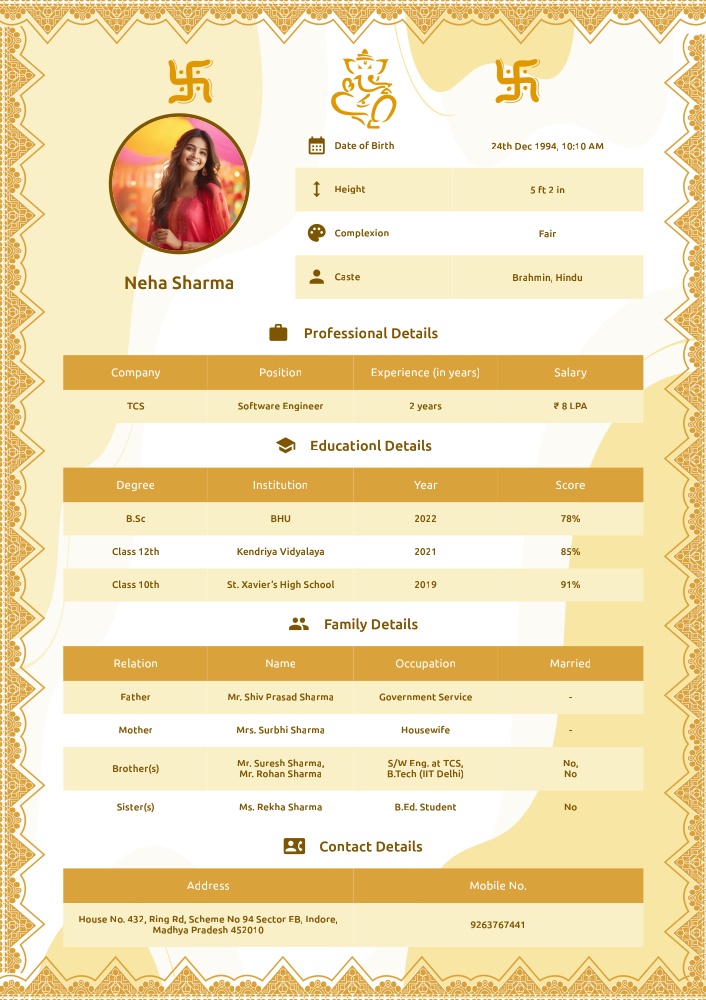 Date of Birth 24th Dec 1994, 10:10 AM
Height 5 ft 2 in
Complexion Fair
Caste Brahmin, Hindu
Neha Sharma
Professional Details
Company Position Experience (in years) Salary
TCS Software Engineer 2 years ₹ 8 LPA
Educationl Details
Degree Institution Year Score
B.Sc BHU 2022 78%
Class 12th Kendriya Vidyalaya 2021 85%
Class 10th St. Xavier's High School 2019 91%
Family Details
Relation Name Occupation Married
Father Mr. Shiv Prasad Sharma Government Service -
Mother Mrs. Surbhi Sharma Housewife -
Brother(s) Mr. Suresh Sharma, S/W Eng. at TCS, No,
Mr. Rohan Sharma B.Tech (IIT Delhi) No
Sister(s) Ms. Rekha Sharma B.Ed. Student No
Contact Details
Address Mobile No.
House No. 432, Ring Rd, Scheme No 94 Sector EB, Indore,
Madhya Pradesh 452010
9263767441